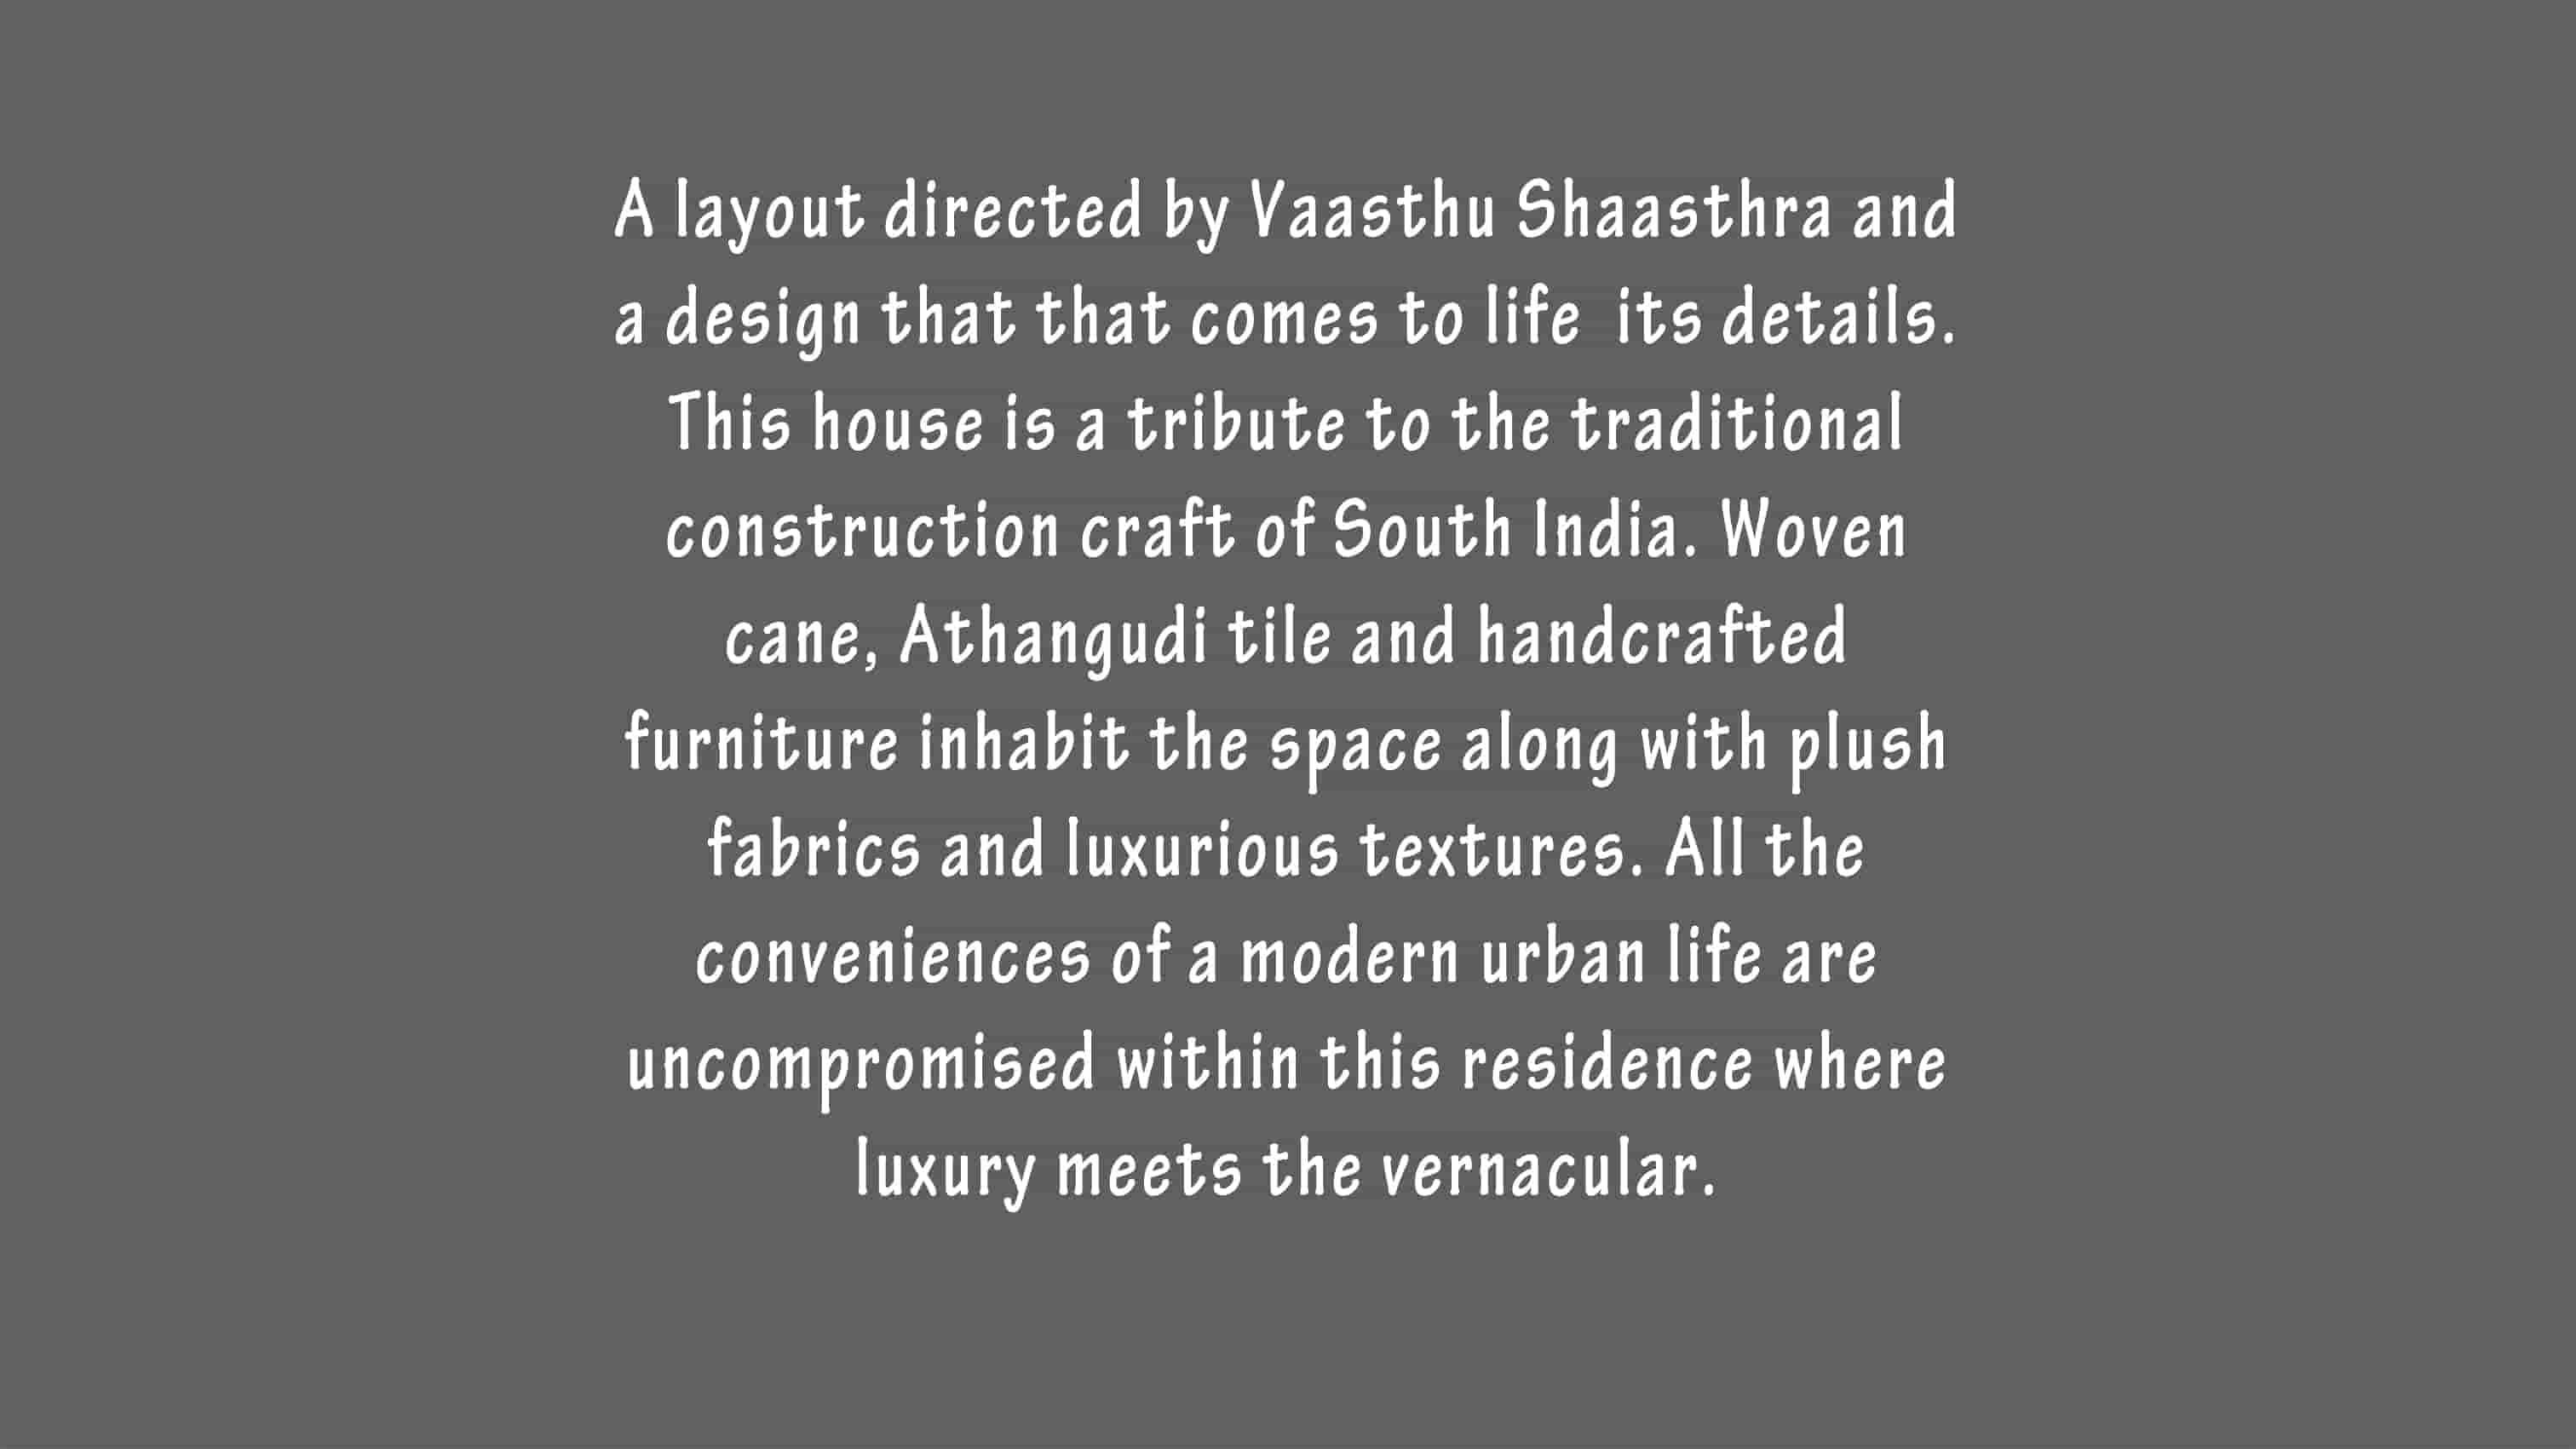 A layout directed by Vaasthu Shaasthra and
a design that that comes to life  its details.
This house is a tribute to the traditional
construction craft of South India. Woven
cane, Athangudi tile and handcrafted
furniture inhabit the space along with plush
fabrics and luxurious textures. All the
conveniences of a modern urban life are
uncompromised within this residence where
luxury meets the vernacular.